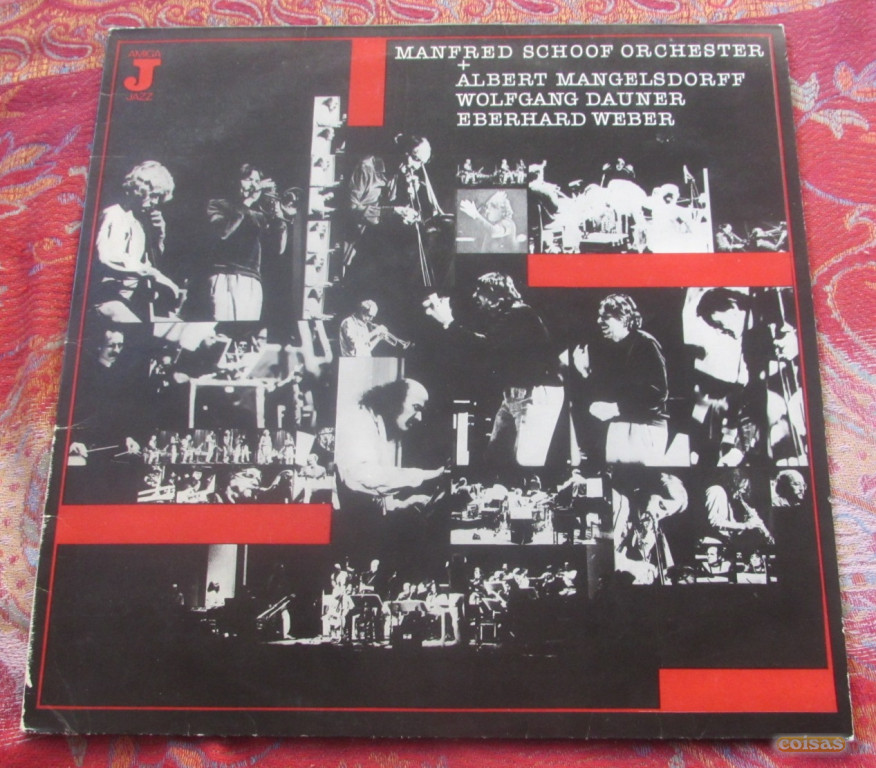 AMIGA
J
JAZZ
MANFRED SCHOOF ORCHESTER
+
ALBERT MANGELSDORFF
WOLFGANG DAUNER
EBERHARD WEBER
coisas